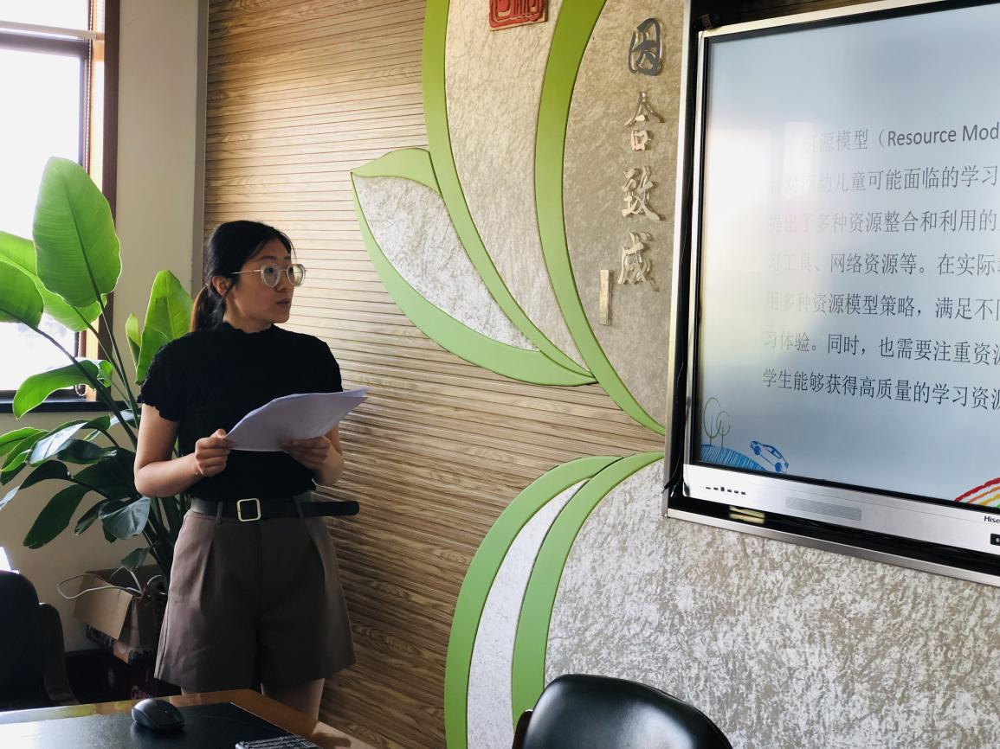 因合致威
资源模型（Resource Mod
针对流动儿童可能面临的学习
提出了多种资源整合和利用的
习工具、网络资源等。在实际
用多种资源模型策略，满足不
习体验。同时，也需要注重资源
学生能够获得高质量的学习资源
Hise